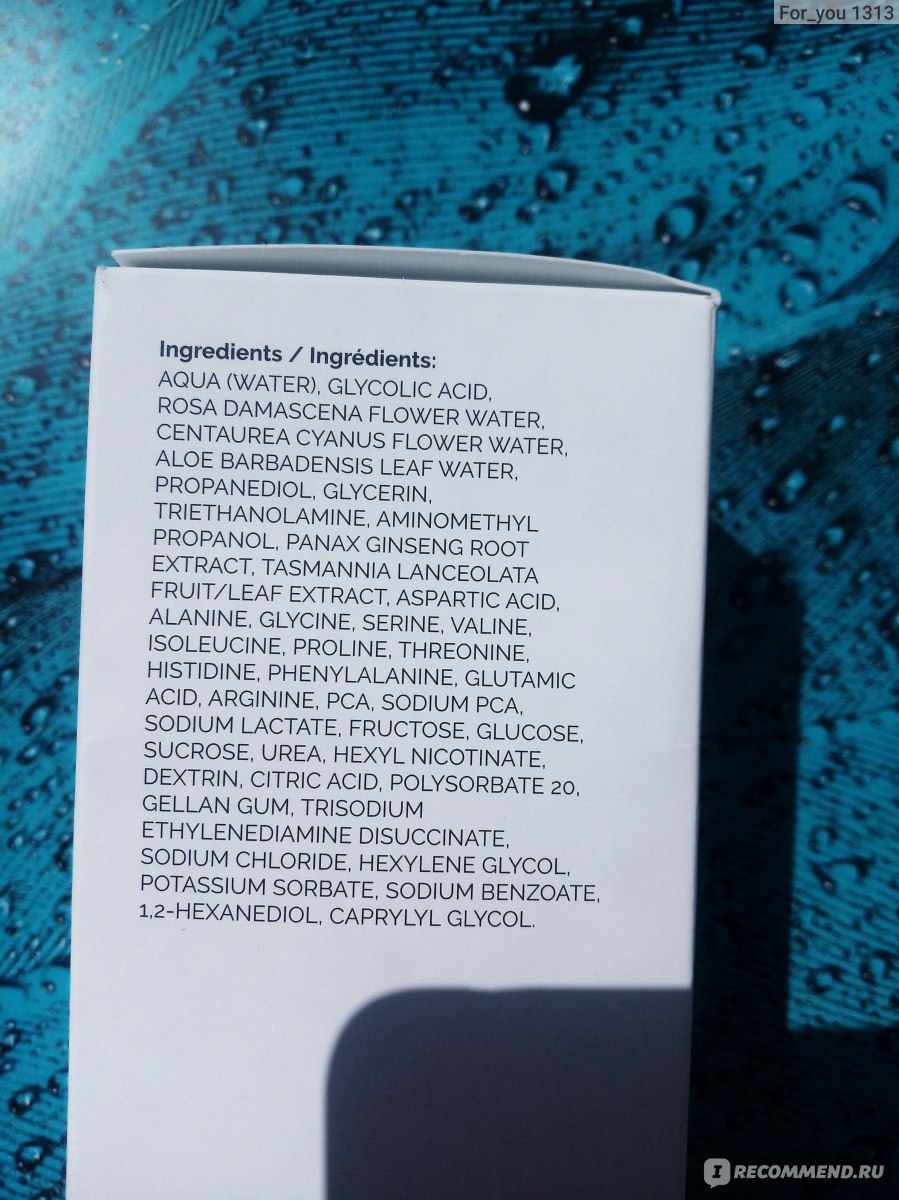 For_you 1313
Ingredients / Ingrédients:
AQUA (WATER), GLYCOLIC ACID,
ROSA DAMASCENA FLOWER WATER,
CENTAUREA CYANUS FLOWER WATER,
ALOE BARBADENSIS LEAF WATER,
PROPANEDIOL, GLYCERIN,
TRIETHANOLAMINE, AMINOMETHYL
PROPANOL, PANAX GINSENG ROOT
EXTRACT, TASMANNIA LANCEOLATA
FRUIT/LEAF EXTRACT, ASPARTIC ACID,
ALANINE, GLYCINE, SERINE, VALINE,
ISOLEUCINE, PROLINE, THREONINE,
HISTIDINE, PHENYLALANINE, GLUTAMIC
ACID, ARGININE, PCA, SODIUM PCA,
SODIUM LACTATE, FRUCTOSE, GLUCOSE,
SUCROSE, UREA, HEXYL NICOTINATE,
DEXTRIN, CITRIC ACID, POLYSORBATE 20,
GELLAN GUM, TRISODIUM
ETHYLENEDIAMINE DISUCCINATE,
SODIUM CHLORIDE, HEXYLENE GLYCOL,
POTASSIUM SORBATE, SODIUM BENZOATE,
1,2-HEXANEDIOL, CAPRYLYL GLYCOL.
IRECOMMEND.RU